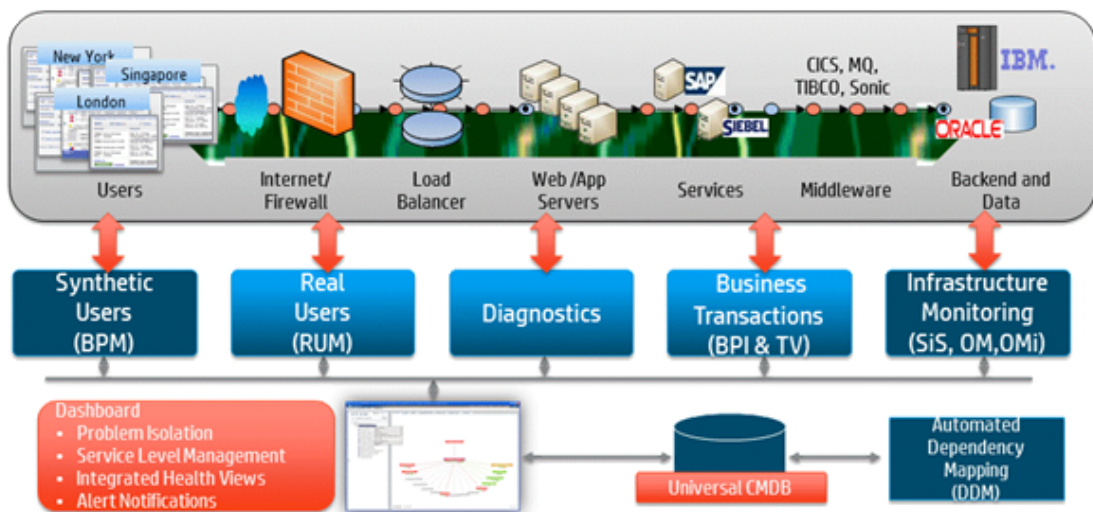 New York
Singapore
London
SAP
SIEBEL
CICS, MQ,
TIBCO, Sonic
IBM.
ORACLE
Users
Internet/
Firewall
Load
Balancer
Web /App
Servers
Services
Middleware
Backend and
Data
Synthetic
Users
(BPM)
Real
Users
(RUM)
Diagnostics
Business
Transactions
(BPI & TV)
Infrastructure
Monitoring
(SiS, OM,OMi)
Dashboard
• Problem Isolation
• Service Level Management
• Integrated Health Views
• Alert Notifications
Universal CMDB
Automated
Dependency
Mapping
(DDM)